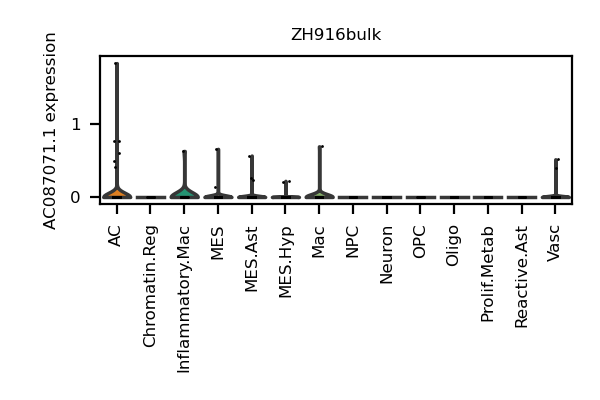 ZH916bulk
AC087071.1 expression
1
0
AC
Chromatin.Reg
Inflammatory.Mac
MES
MES.Ast
MES.Hyp
Mac
NPC
Neuron
OPC
Oligo
Prolif.Metab
Reactive.Ast
Vasc